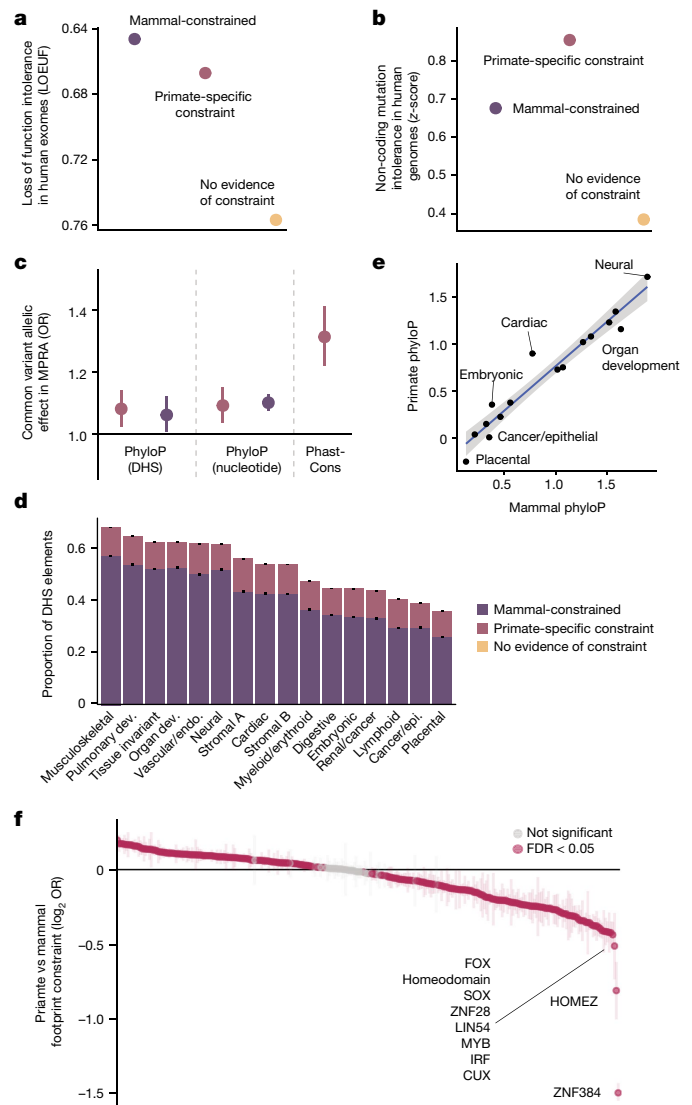 a
Loss of function intolerance
in human exomes (LOEUF)
0.64
0.68
0.72
0.76
Mammal-constrained
Primate-specific
constraint
No evidence
of constraint
b
Non-coding mutation
intolerance in human
genomes (z-score)
0.8
0.7
0.6
0.5
0.4
Primate-specific constraint
Mammal-constrained
No evidence
of constraint
c
Common variant allelic
effect in MPRA (OR)
1.4
1.2
1.0
PhyloP
(DHS)
PhyloP
(nucleotide)
Phast-
Cons
e
Primate phyloP
1.5
1.0
0.5
0
Neural
Cardiac
Organ
development
Embryonic
Cancer/epithelial
Placental
0.5
1.0
1.5
Mammal phyloP
d
Proportion of DHS elements
0.6
0.4
0.2
0
Musculoskeletal
Pulmonary dev.
Tissue invariant
Organ dev.
Vascular/endo.
Neural
Stromal A
Cardiac
Stromal B
Myeloid/erythroid
Digestive
Embryonic
Renal/cancer
Lymphoid
Cancer/epi.
Placental
Mammal-constrained
Primate-specific constraint
No evidence of constraint
f
Priamte vs mammal
footprint constraint (log2 OR)
0
−0.5
−1.0
−1.5
Not significant
FDR < 0.05
FOX
Homeodomain
SOX
ZNF28
LIN54
MYB
IRF
CUX
HOMEZ
ZNF384